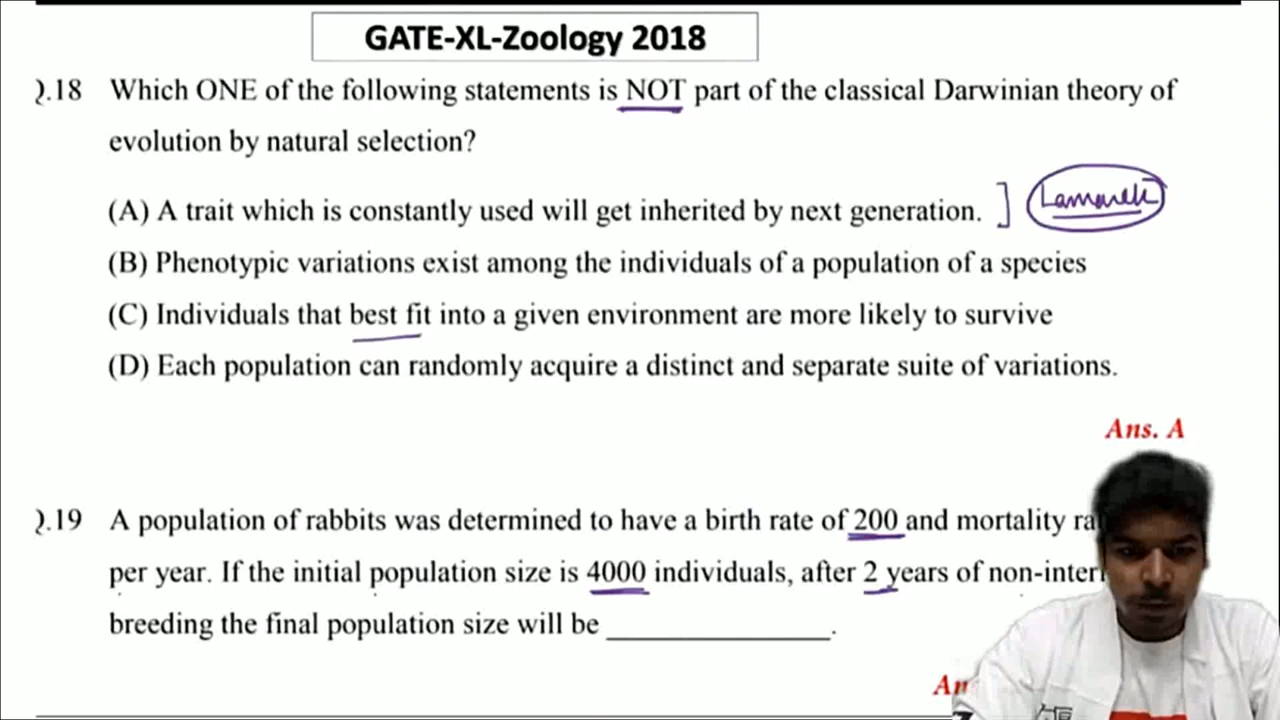 GATE-XL-Zoology 2018
Q.18 Which ONE of the following statements is NOT part of the classical Darwinian theory of
evolution by natural selection?
(A) A trait which is constantly used will get inherited by next generation. ] Lamarck
(B) Phenotypic variations exist among the individuals of a population of a species
(C) Individuals that best fit into a given environment are more likely to survive
(D) Each population can randomly acquire a distinct and separate suite of variations.
Ans. A
Q.19 A population of rabbits was determined to have a birth rate of 200 and mortality ra
per year. If the initial population size is 4000 individuals, after 2 years of non-inter
breeding the final population size will be ______________.
An